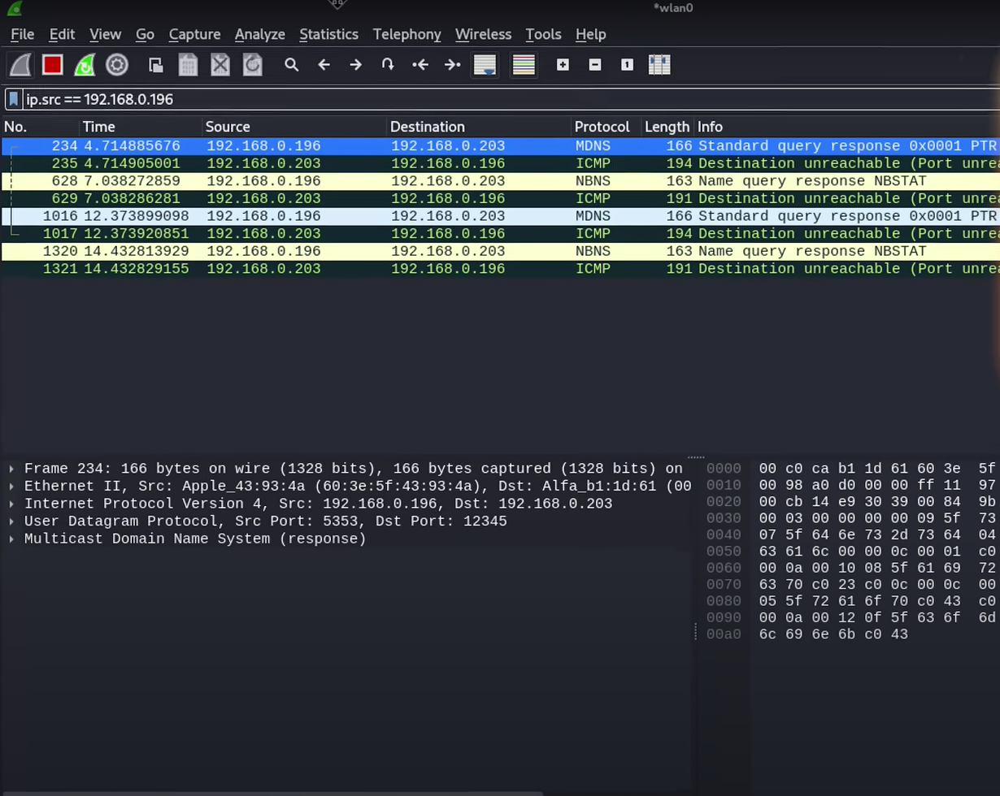 *wlan0
File Edit View Go Capture Analyze Statistics Telephony Wireless Tools Help
ip.src == 192.168.0.196
No. Time Source Destination Protocol Length Info
234 4.714885676 192.168.0.196 192.168.0.203 MDNS 166 Standard query response 0x0001 PTR
235 4.714905001 192.168.0.203 192.168.0.196 ICMP 194 Destination unreachable (Port unrea
628 7.038272859 192.168.0.196 192.168.0.203 NBNS 163 Name query response NBSTAT
629 7.038286281 192.168.0.203 192.168.0.196 ICMP 191 Destination unreachable (Port unrea
1016 12.373899098 192.168.0.196 192.168.0.203 MDNS 166 Standard query response 0x0001 PTR
1017 12.373920851 192.168.0.203 192.168.0.196 ICMP 194 Destination unreachable (Port unrea
1320 14.432813929 192.168.0.196 192.168.0.203 NBNS 163 Name query response NBSTAT
1321 14.432829155 192.168.0.203 192.168.0.196 ICMP 191 Destination unreachable (Port unrea
Frame 234: 166 bytes on wire (1328 bits), 166 bytes captured (1328 bits) on
Ethernet II, Src: Apple_43:93:4a (60:3e:5f:43:93:4a), Dst: Alfa_b1:1d:61 (00
Internet Protocol Version 4, Src: 192.168.0.196, Dst: 192.168.0.203
User Datagram Protocol, Src Port: 5353, Dst Port: 12345
Multicast Domain Name System (response)
0000 00 c0 ca b1 1d 61 60 3e 5f
0010 00 98 a0 d0 00 00 ff 11 97
0020 00 cb 14 e9 30 39 00 84 9b
0030 00 03 00 00 00 00 09 5f 73
0040 07 5f 64 6e 73 2d 73 64 04
0050 63 61 6c 00 00 0c 00 01 c0
0060 00 0a 00 10 08 5f 61 69 72
0070 63 70 c0 23 c0 0c 00 0c 00
0080 05 5f 72 61 6f 70 c0 43 c0
0090 00 0a 00 12 0f 5f 63 6f 6d
00a0 6c 69 6e 6b c0 43